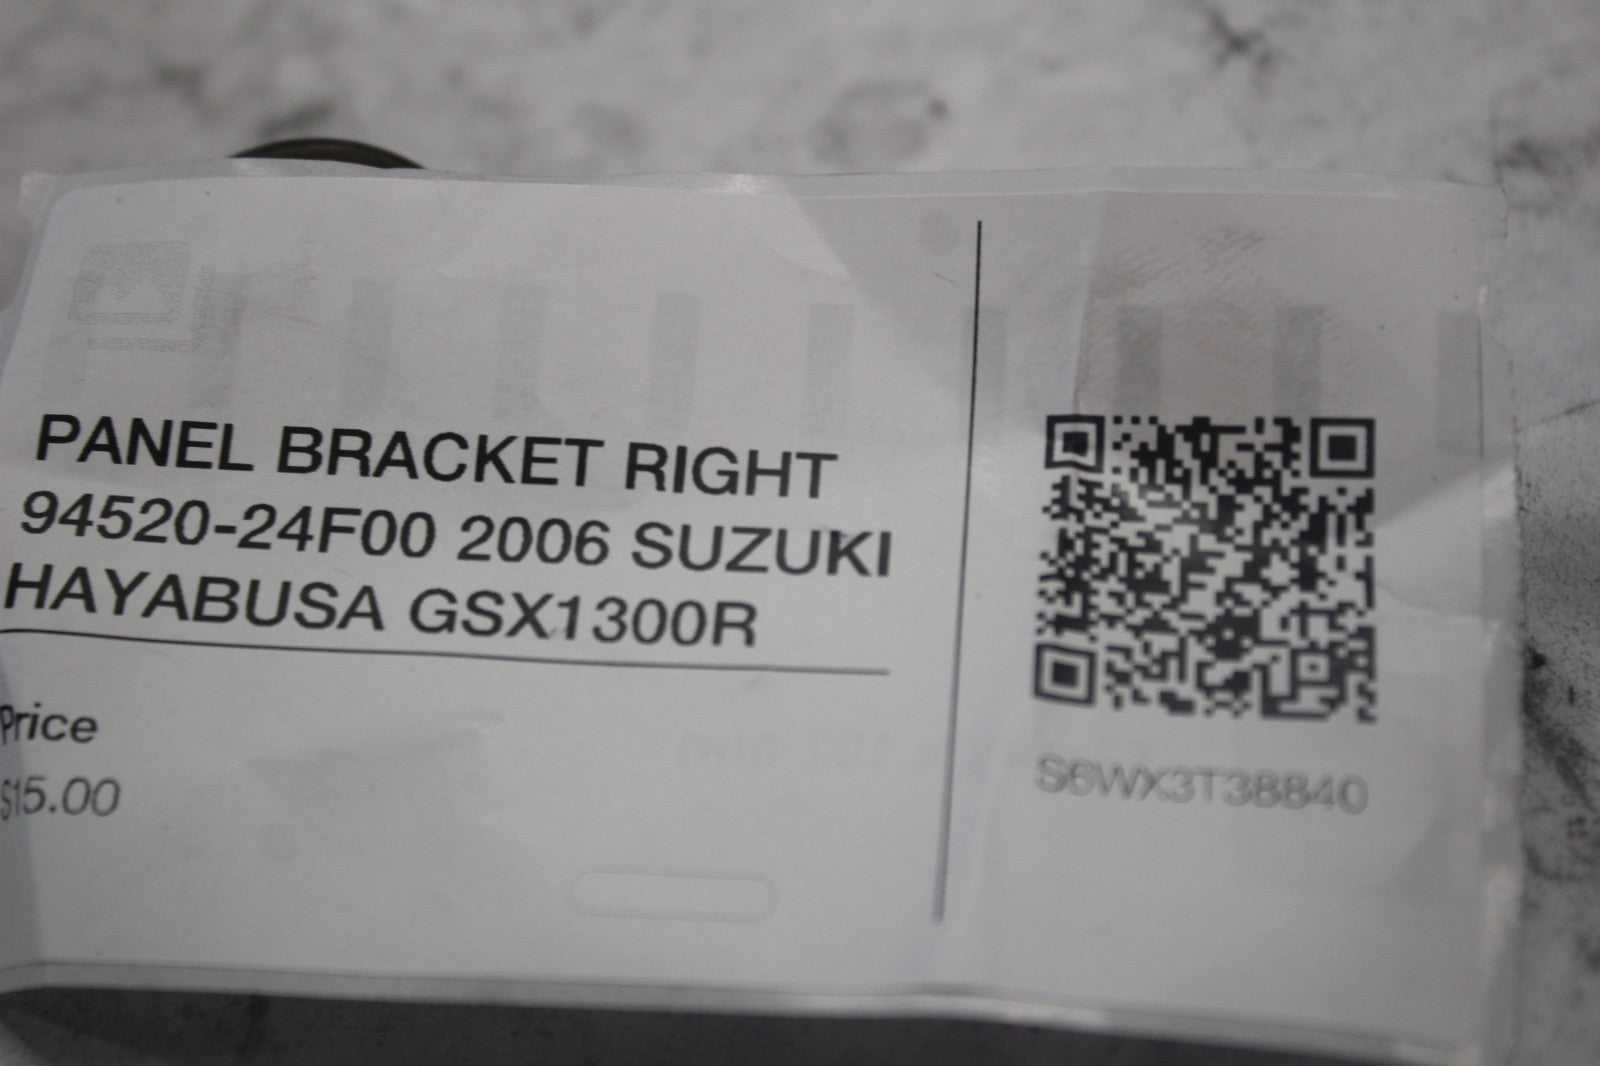 PANEL BRACKET RIGHT
94520-24F00 2006 SUZUKI
HAYABUSA GSX1300R
Price
$15.00
S6WX3T38840